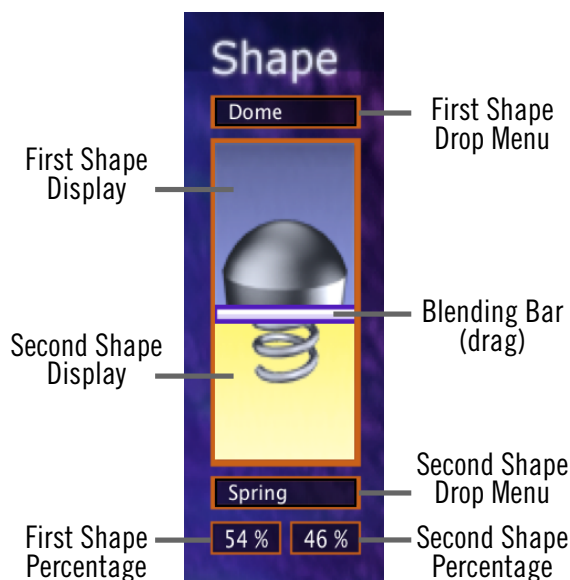 Shape
Dome
First Shape
Drop Menu
First Shape
Display
Blending Bar
(drag)
Second Shape
Display
Second Shape
Drop Menu
Spring
First Shape
Percentage
54 %
46 %
Second Shape
Percentage